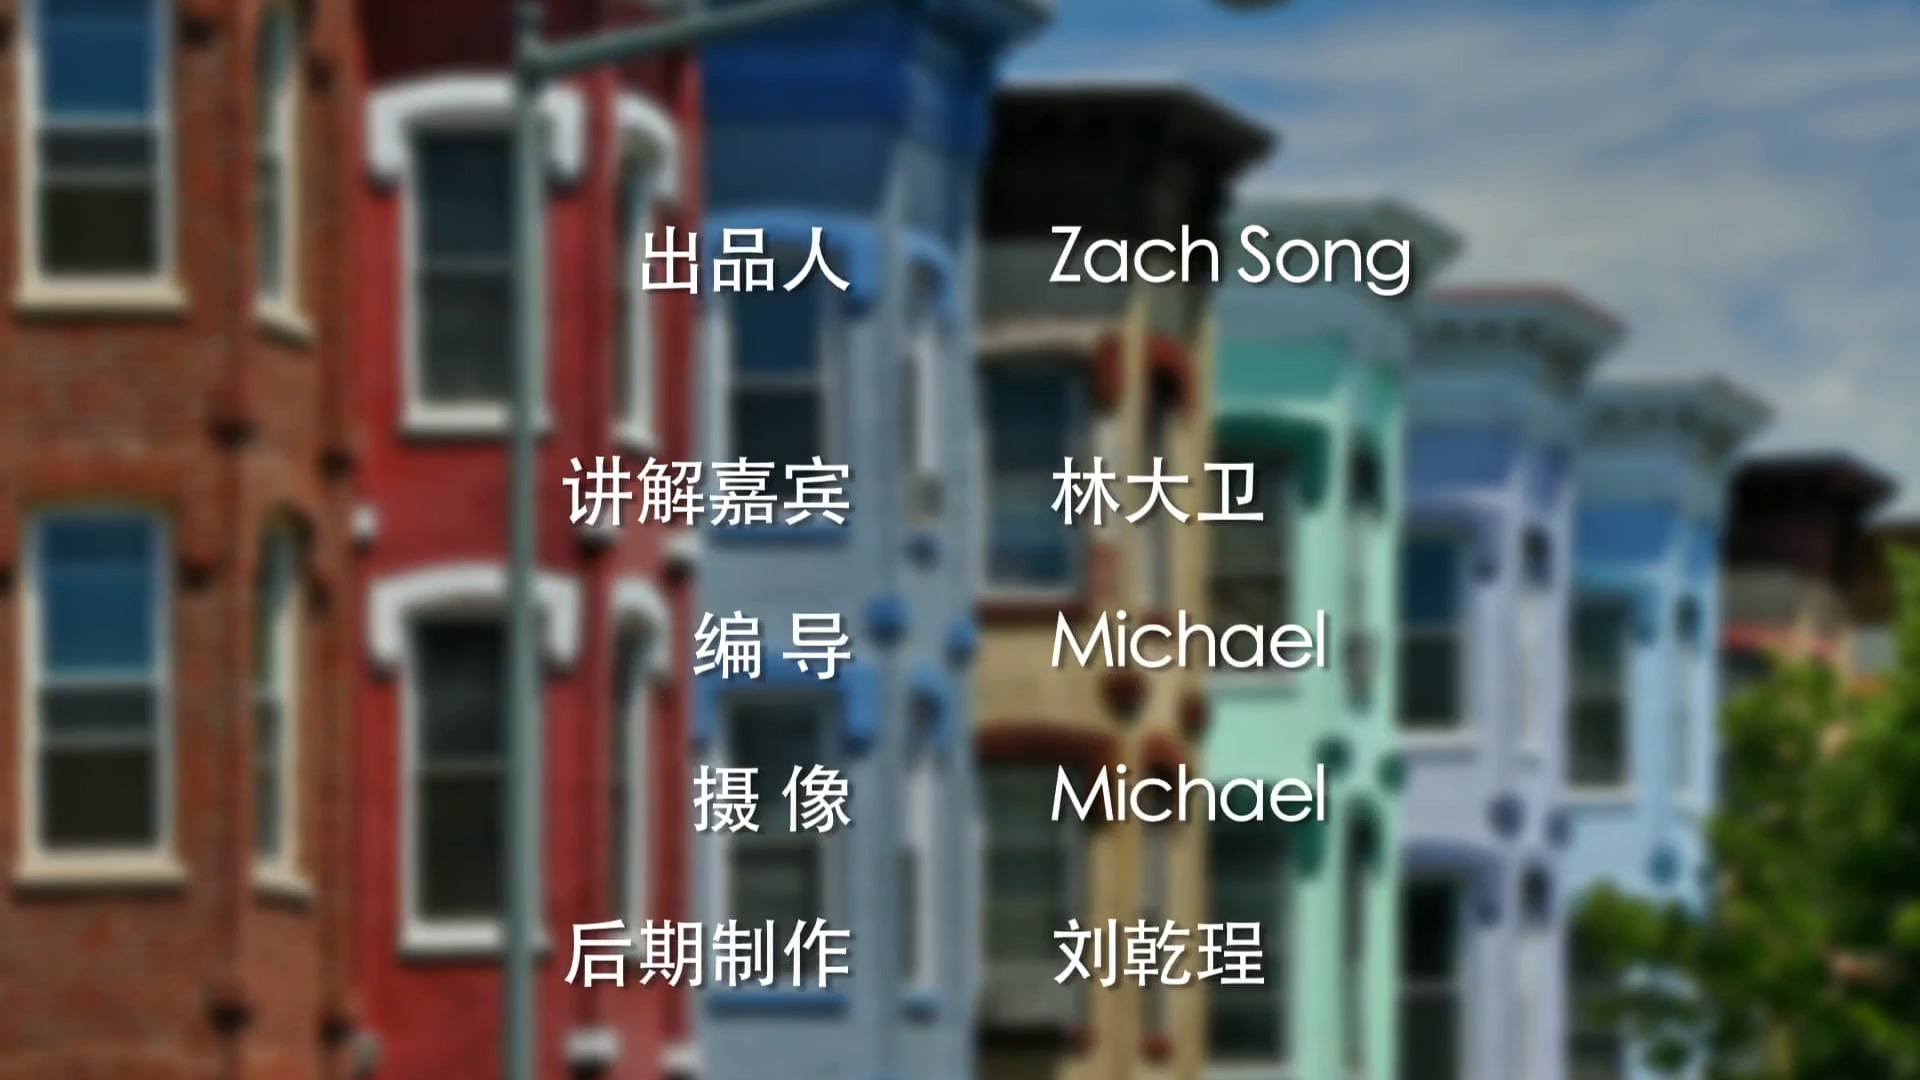 出品人 Zach Song
讲解嘉宾 林大卫
编 导 Michael
摄 像 Michael
后期制作 刘乾珵